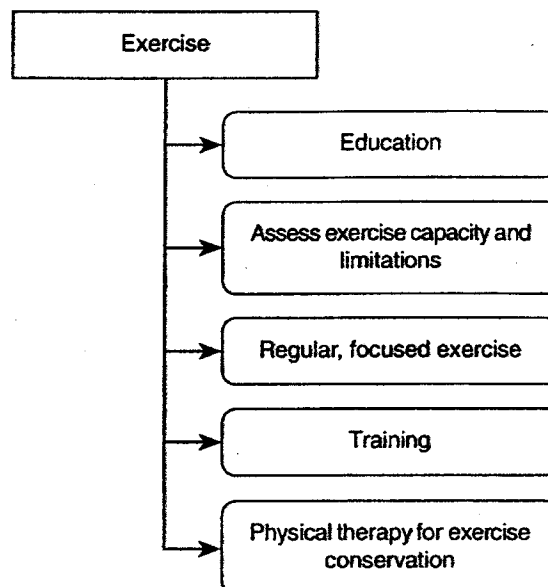 Exercise
Education
Assess exercise capacity and
limitations
Regular, focused exercise
Training
Physical therapy for exercise
conservation